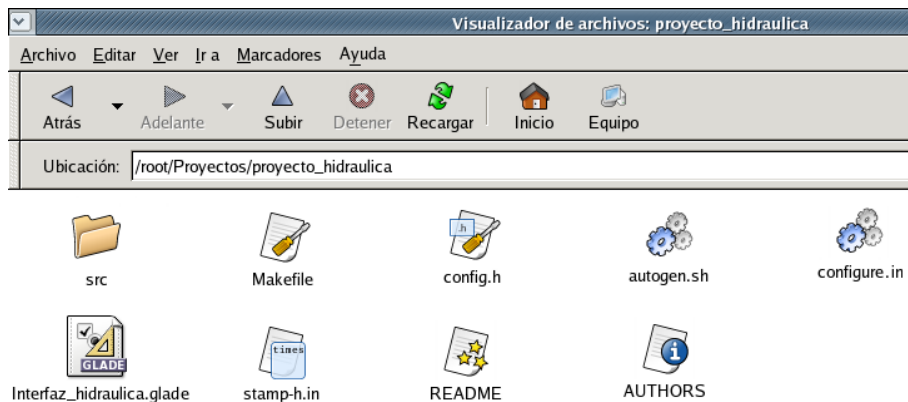 Visualizador de archivos: proyecto_hidraulica
Archivo Editar Ver Ir a Marcadores Ayuda
Atrás Adelante Subir Detener Recargar Inicio Equipo
Ubicación: /root/Proyectos/proyecto_hidraulica
.h
src Makefile config.h autogen.sh configure.in
GLADE times
Interfaz_hidraulica.glade stamp-h.in README AUTHORS